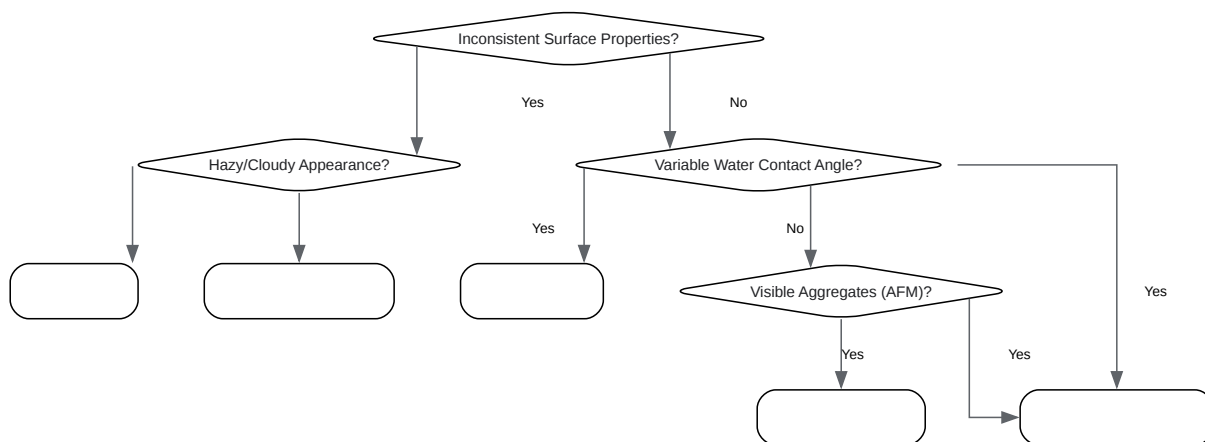 Inconsistent Surface Properties?
Yes
No
Hazy/Cloudy Appearance?
Variable Water Contact Angle?
Yes
No
Visible Aggregates (AFM)?
Yes
Yes
Yes